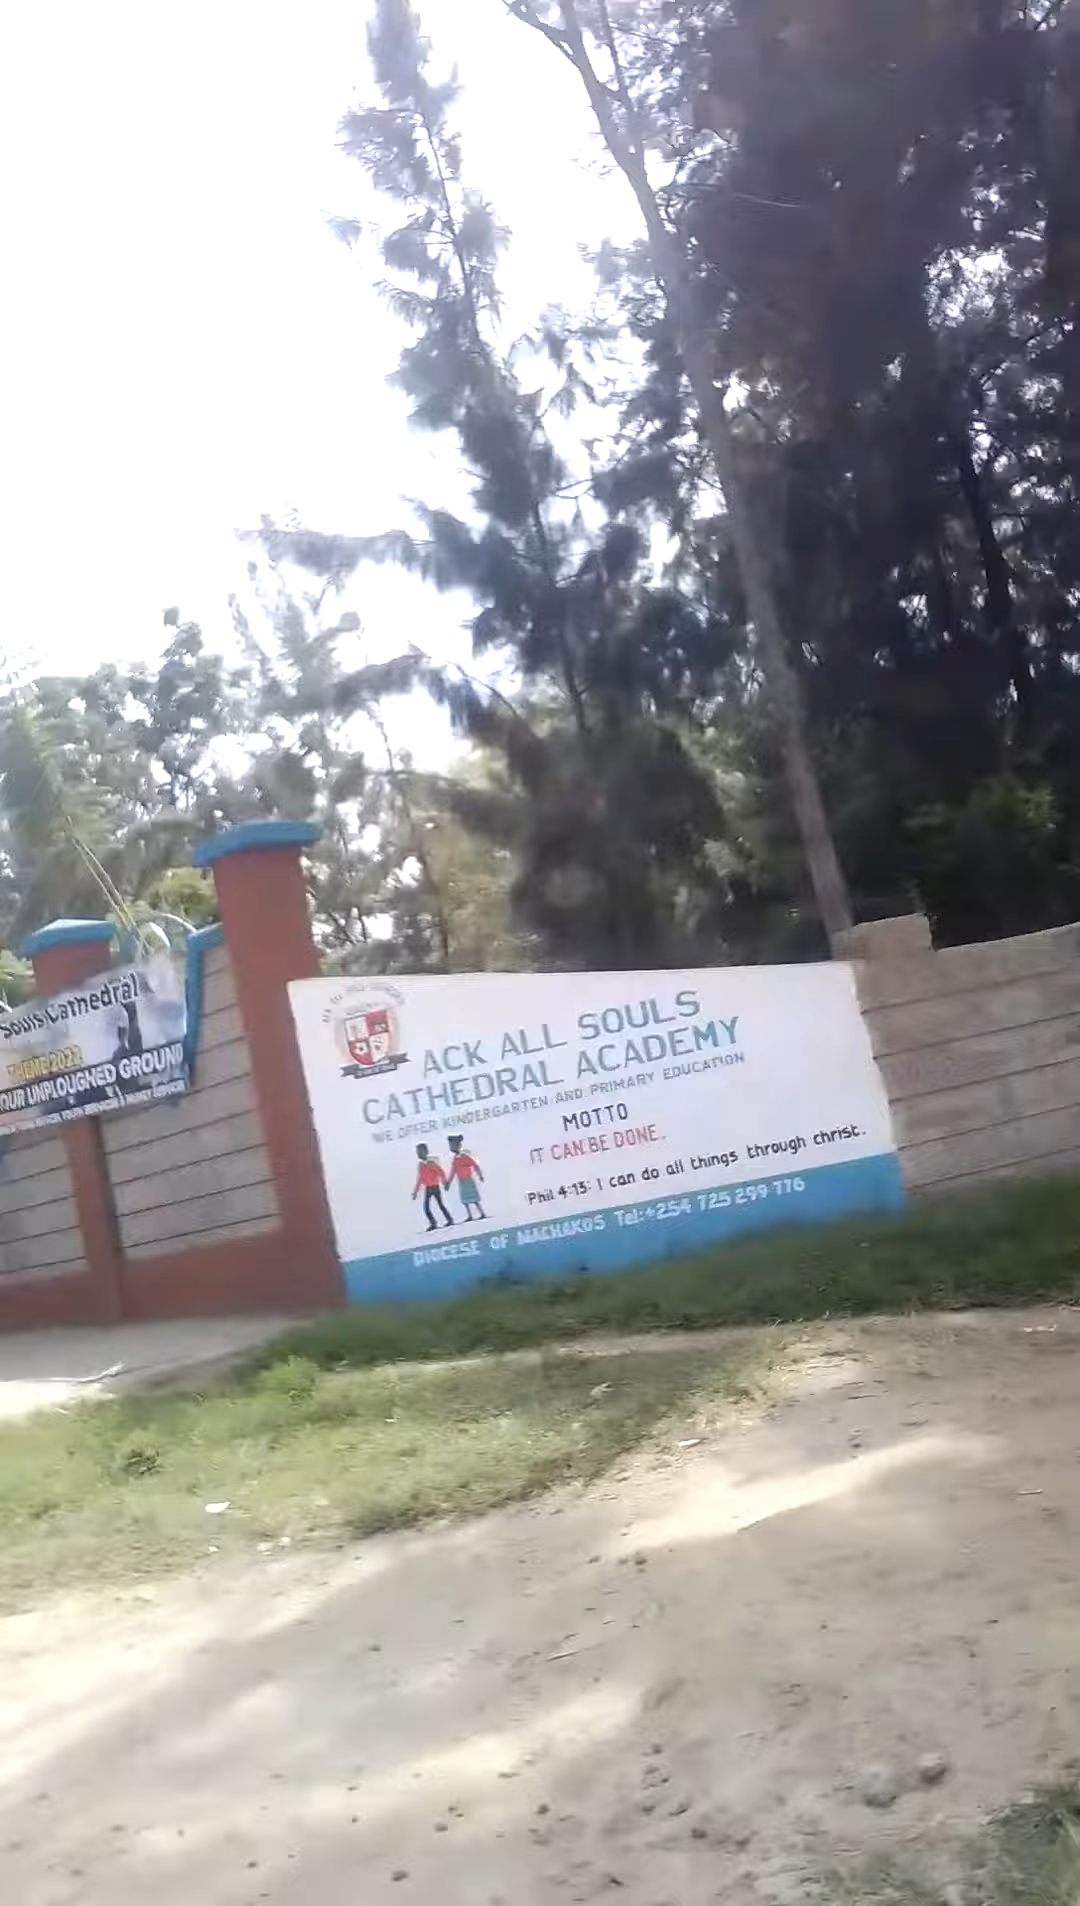 Souls Cathedral
THEME 2022
OUR UNPLOUGHED GROUND
ACK ALL SOULS
CATHEDRAL ACADEMY
WE OFFER KINDERGARTEN AND PRIMARY EDUCATION
MOTTO
IT CAN BE DONE.
Phil 4:13: I can do all things through christ.
DIOCESE OF MACHAKOS Tel:+254 725 299 776